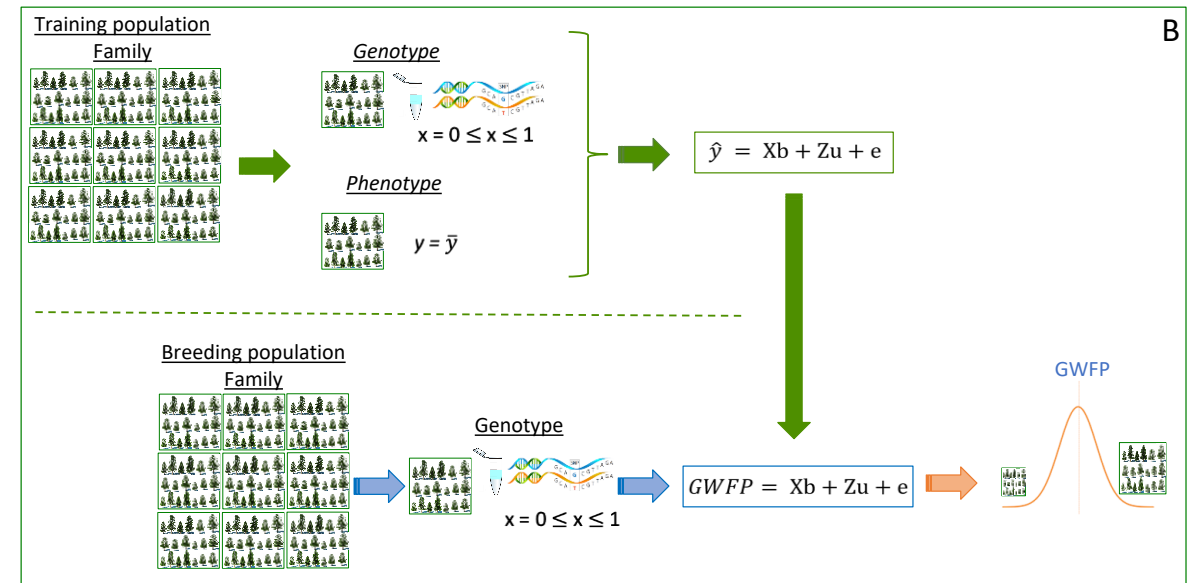 B
Training population
Family
Genotype
x = 0 ≤ x ≤ 1
Phenotype
y = ȳ
ŷ = Xb + Zu + e
Breeding population
Family
Genotype
x = 0 ≤ x ≤ 1
GWFP = Xb + Zu + e
GWFP